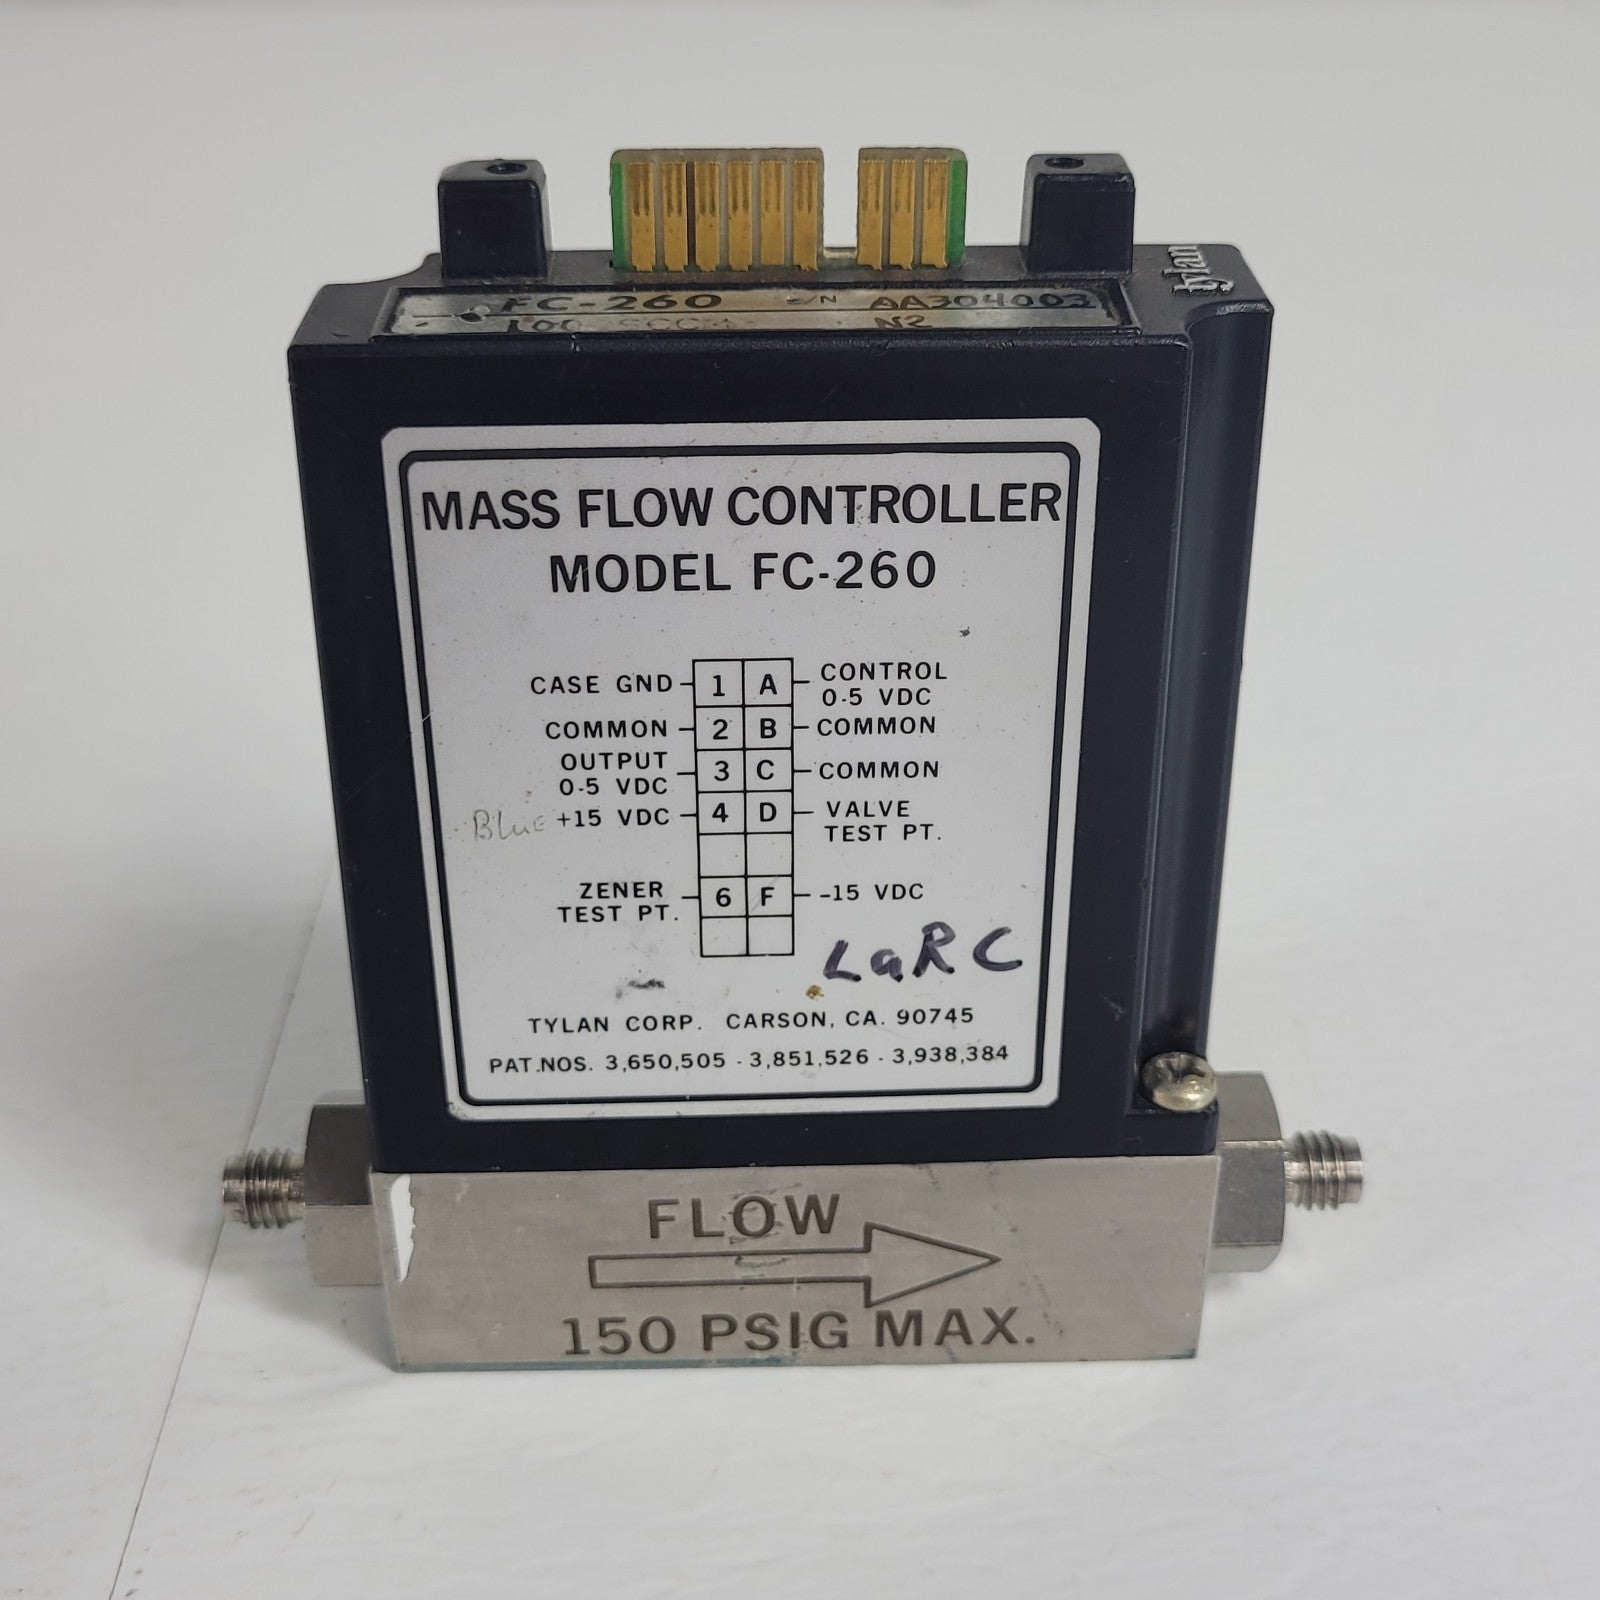 tylan
FC-260 S/N AA304003
100 SCCM N2
MASS FLOW CONTROLLER
MODEL FC-260
CASE GND 1 A CONTROL
0-5 VDC
COMMON 2 B COMMON
OUTPUT
0-5 VDC 3 C COMMON
Blue +15 VDC 4 D VALVE
TEST PT.
ZENER
TEST PT. 6 F -15 VDC
LaRC
TYLAN CORP. CARSON, CA. 90745
PAT.NOS. 3,650,505 - 3,851,526 - 3,938,384
FLOW
150 PSIG MAX.